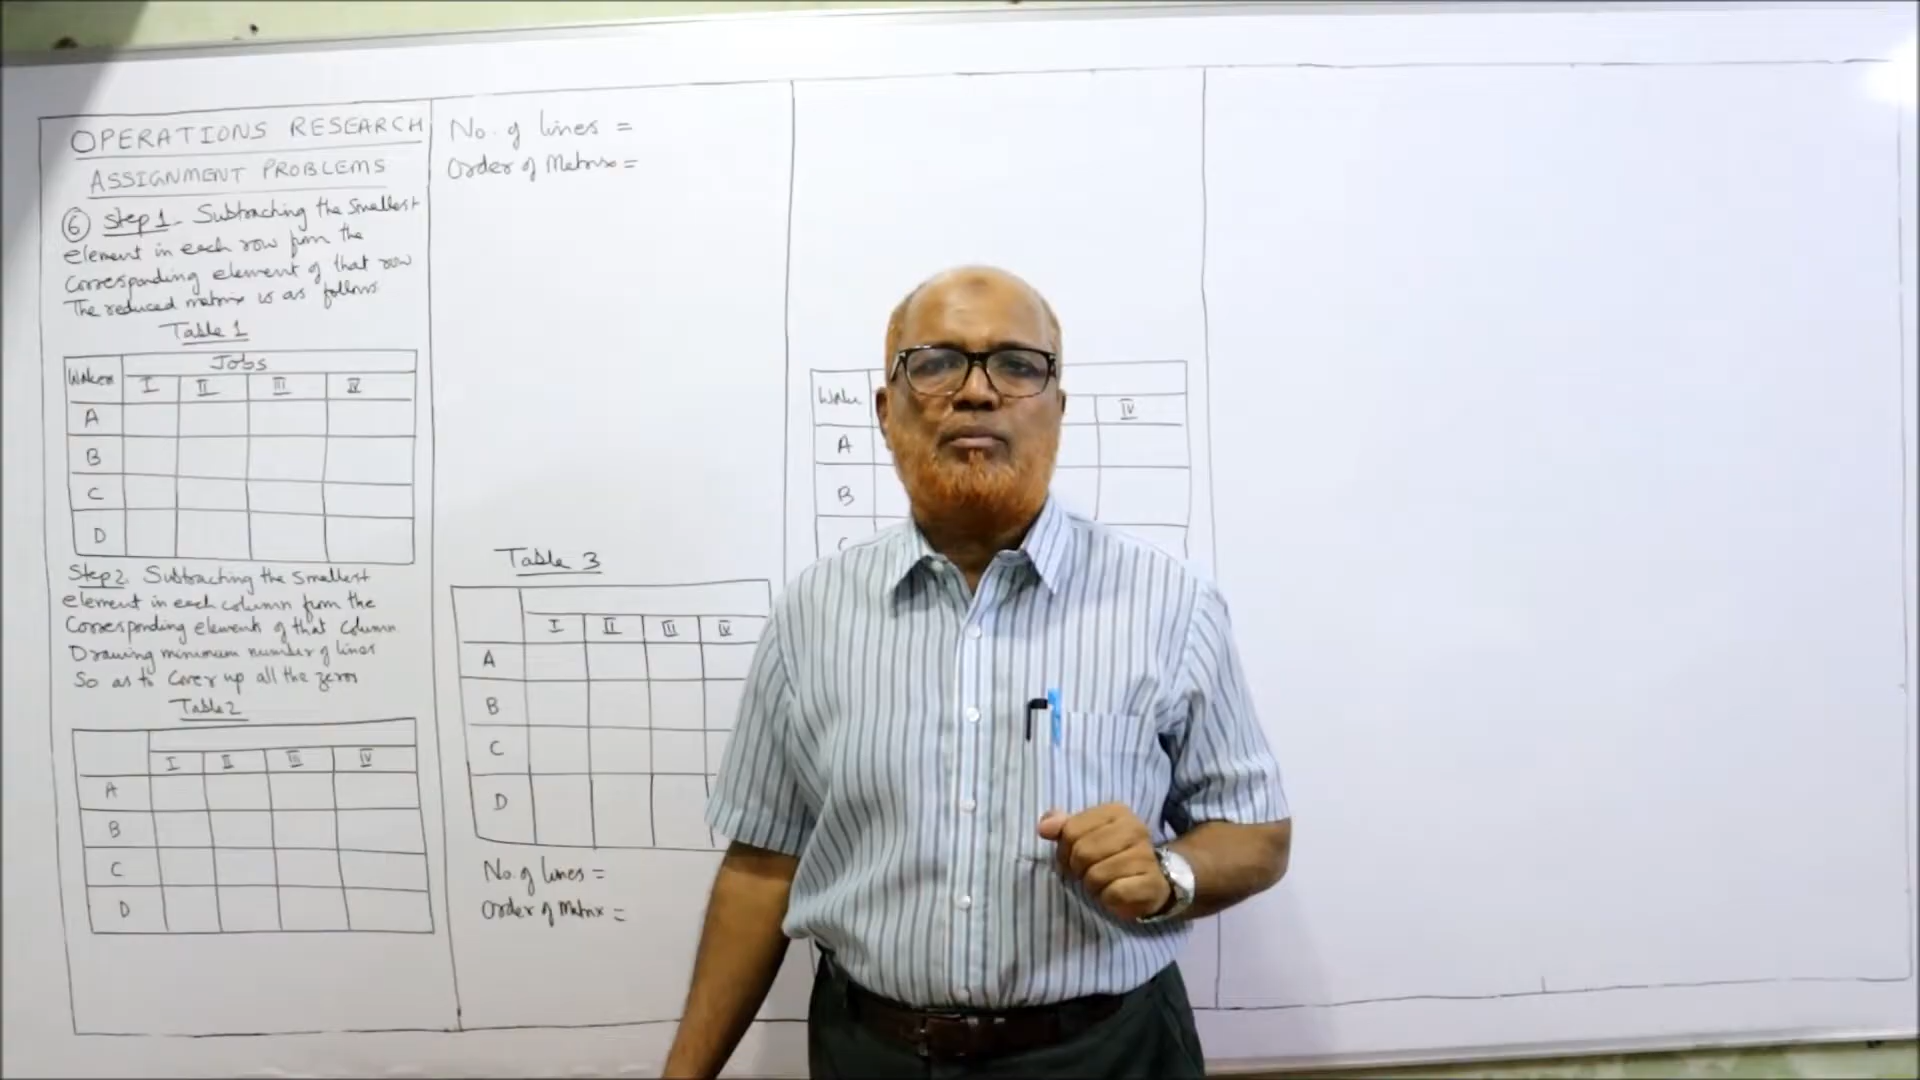 OPERATIONS RESEARCH
ASSIGNMENT PROBLEMS
⑥ Step 1 - Subtracting the smallest
element in each row from the
Corresponding element of that row
The reduced matrix is as follows
Table 1
Worker Jobs
I II III IV
A
B
C
D
Step 2. Subtracting the smallest
element in each column from the
Corresponding elements of that column
Drawing minimum number of lines
So as to cover up all the zeros
Table 2
I II III IV
A
B
C
D
No. of lines =
Order of Matrix =
Table 3
I II III IV
A
B
C
D
No. of lines =
Order of Matrix =
IV
A
B
C